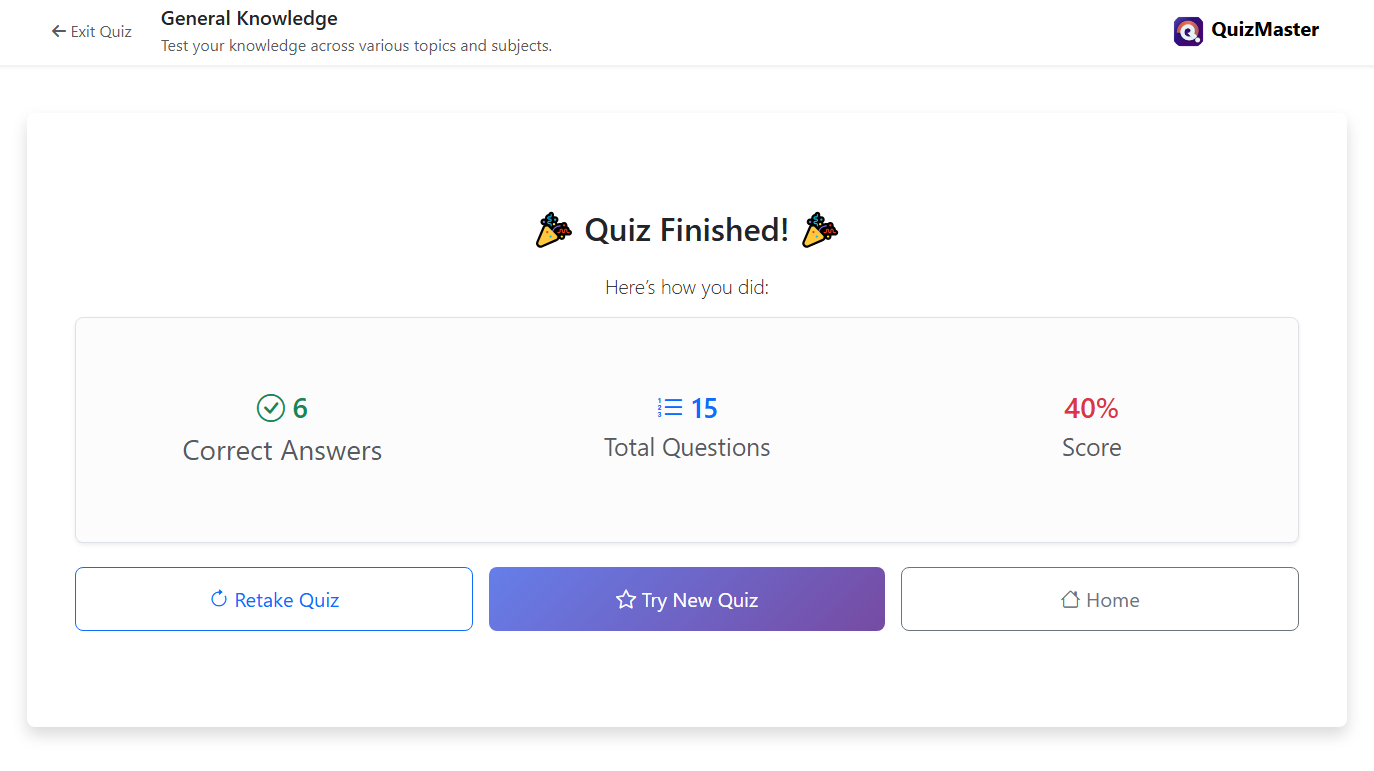 Exit Quiz
General Knowledge
Test your knowledge across various topics and subjects.
QuizMaster
Quiz Finished!
Here’s how you did:
6
Correct Answers
15
Total Questions
40%
Score
Retake Quiz
Try New Quiz
Home